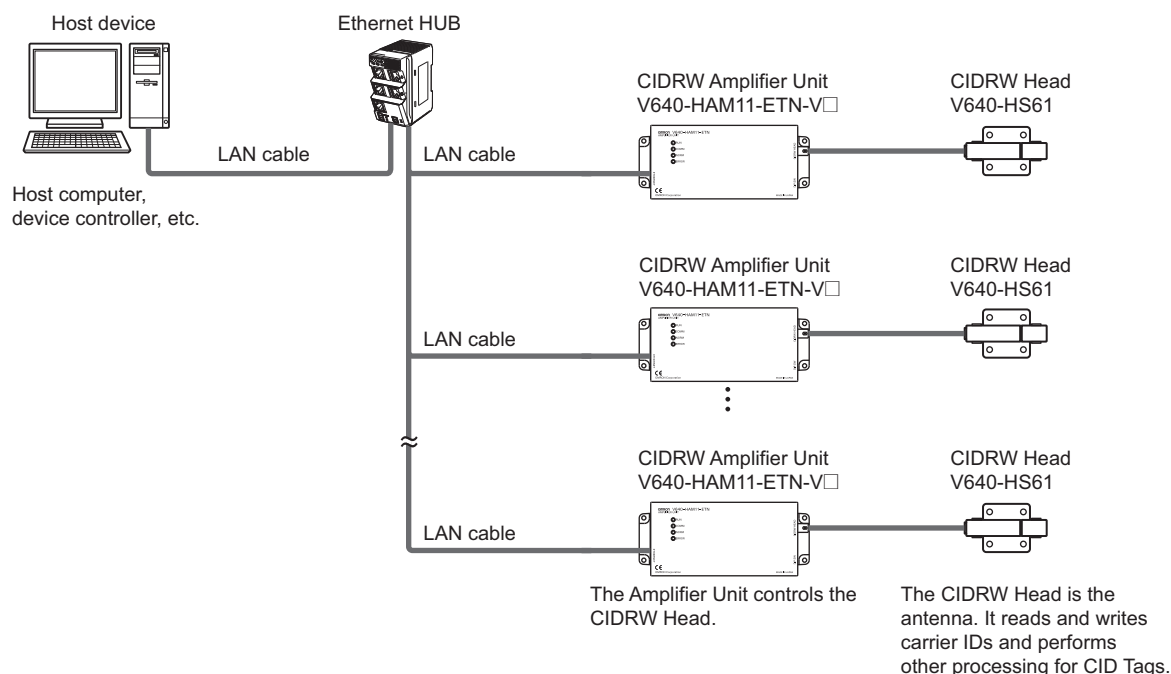 Host device
Ethernet HUB
CIDRW Amplifier Unit
V640-HAM11-ETN-V□
CIDRW Head
V640-HS61
LAN cable
LAN cable
Host computer,
device controller, etc.
CIDRW Amplifier Unit
V640-HAM11-ETN-V□
CIDRW Head
V640-HS61
LAN cable
CIDRW Amplifier Unit
V640-HAM11-ETN-V□
CIDRW Head
V640-HS61
LAN cable
The Amplifier Unit controls the
CIDRW Head.
The CIDRW Head is the
antenna. It reads and writes
carrier IDs and performs
other processing for CID Tags.